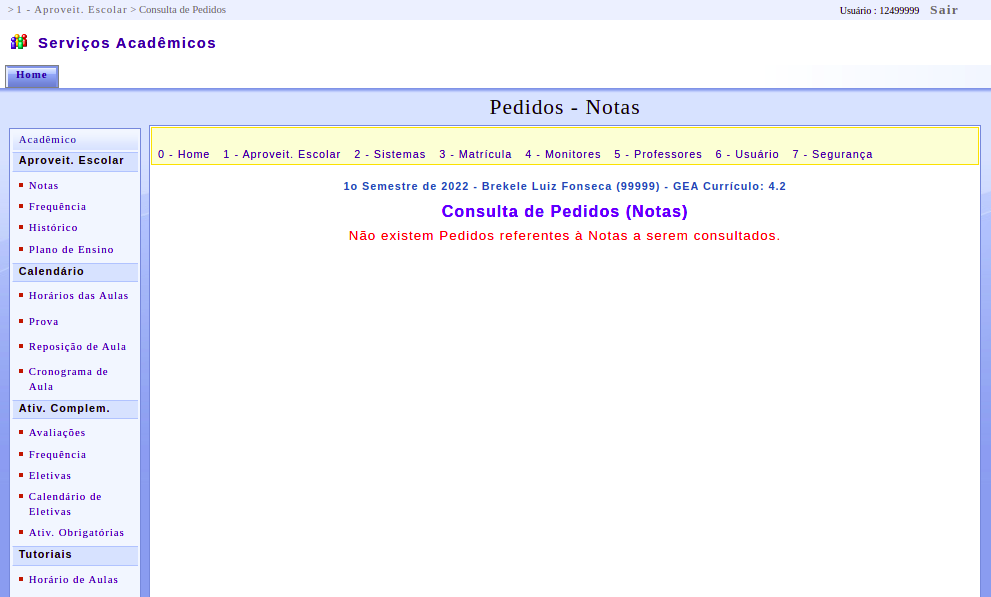 > 1 - Aproveit. Escolar > Consulta de Pedidos
Usuário : 12499999 Sair
Serviços Acadêmicos
Home
Pedidos - Notas
Acadêmico
Aproveit. Escolar
Notas
Frequência
Histórico
Plano de Ensino
Calendário
Horários das Aulas
Prova
Reposição de Aula
Cronograma de
Aula
Ativ. Complem.
Avaliações
Frequência
Eletivas
Calendário de
Eletivas
Ativ. Obrigatórias
Tutoriais
Horário de Aulas
0 - Home 1 - Aproveit. Escolar 2 - Sistemas 3 - Matrícula 4 - Monitores 5 - Professores 6 - Usuário 7 - Segurança
1o Semestre de 2022 - Brekele Luiz Fonseca (99999) - GEA Currículo: 4.2
Consulta de Pedidos (Notas)
Não existem Pedidos referentes à Notas a serem consultados.